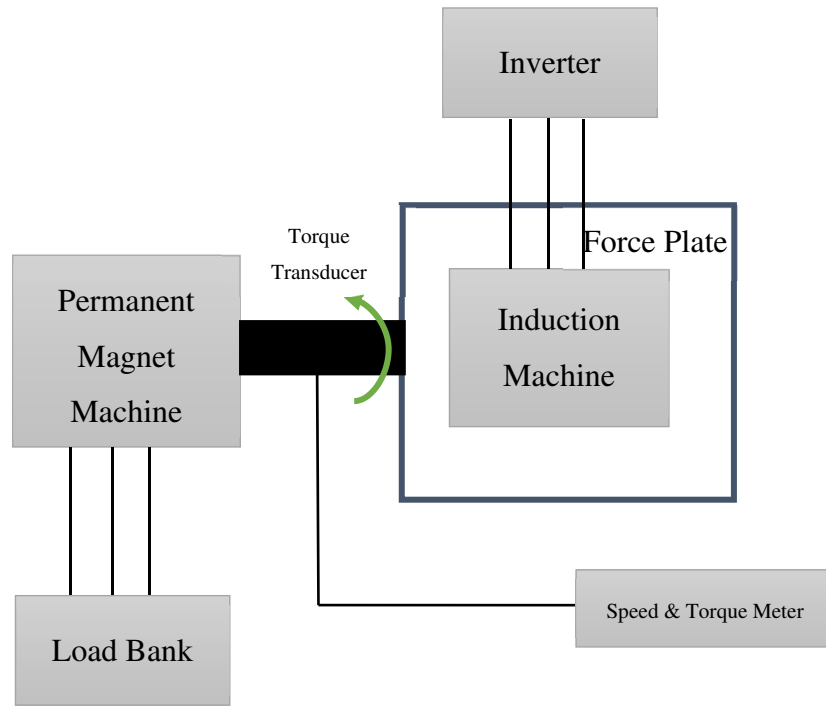 Inverter
Force Plate
Torque
Transducer
Permanent
Magnet
Machine
Induction
Machine
Speed & Torque Meter
Load Bank